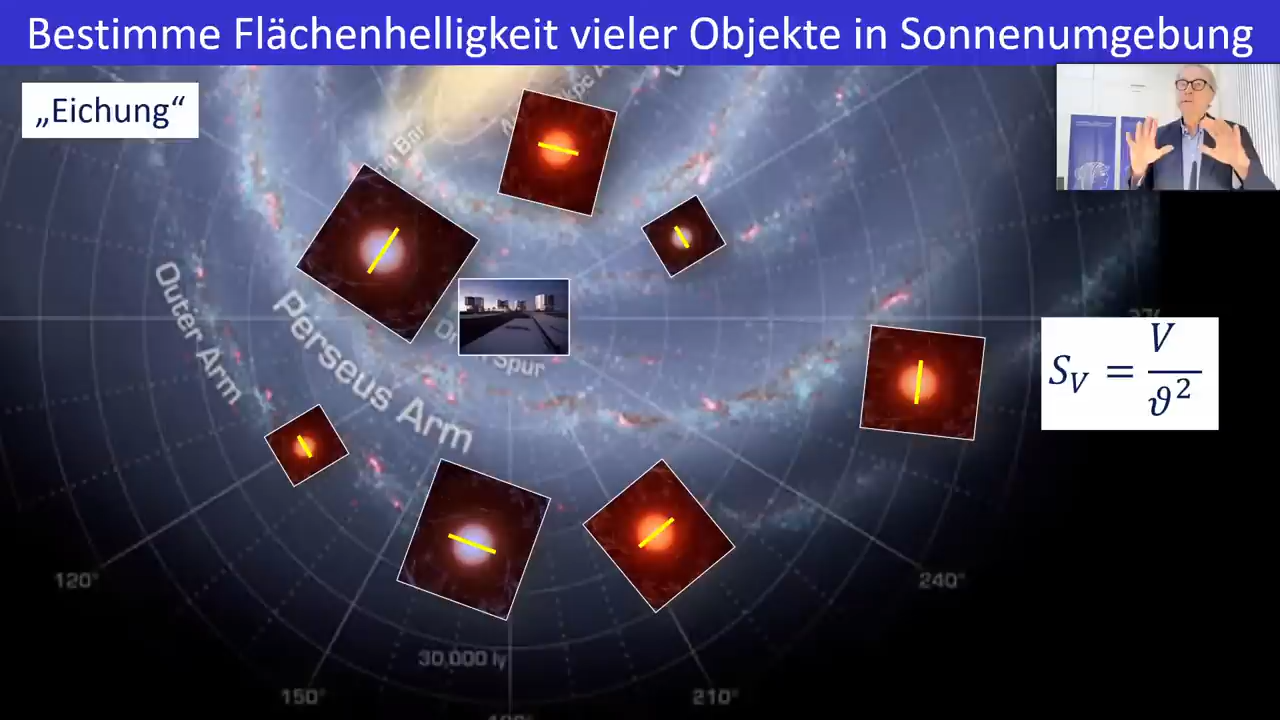 Bestimme Flächenhelligkeit vieler Objekte in Sonnenumgebung
„Eichung“
Outer Arm
Perseus Arm
Spur
S_V = V / ϑ²
120°
240°
30,000 ly
150°
210°